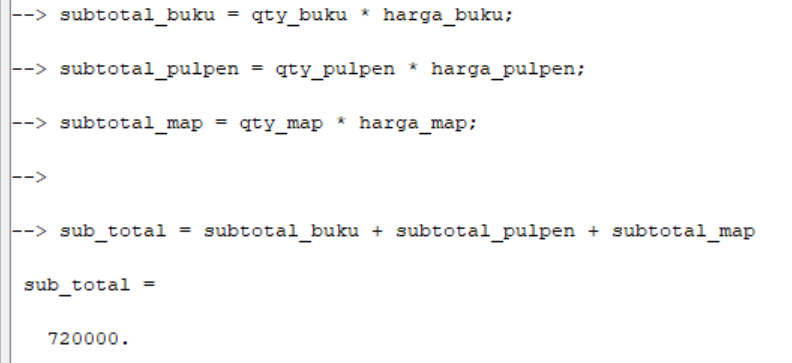 --> subtotal_buku = qty_buku * harga_buku;
--> subtotal_pulpen = qty_pulpen * harga_pulpen;
--> subtotal_map = qty_map * harga_map;
-->
--> sub_total = subtotal_buku + subtotal_pulpen + subtotal_map
sub_total =
720000.